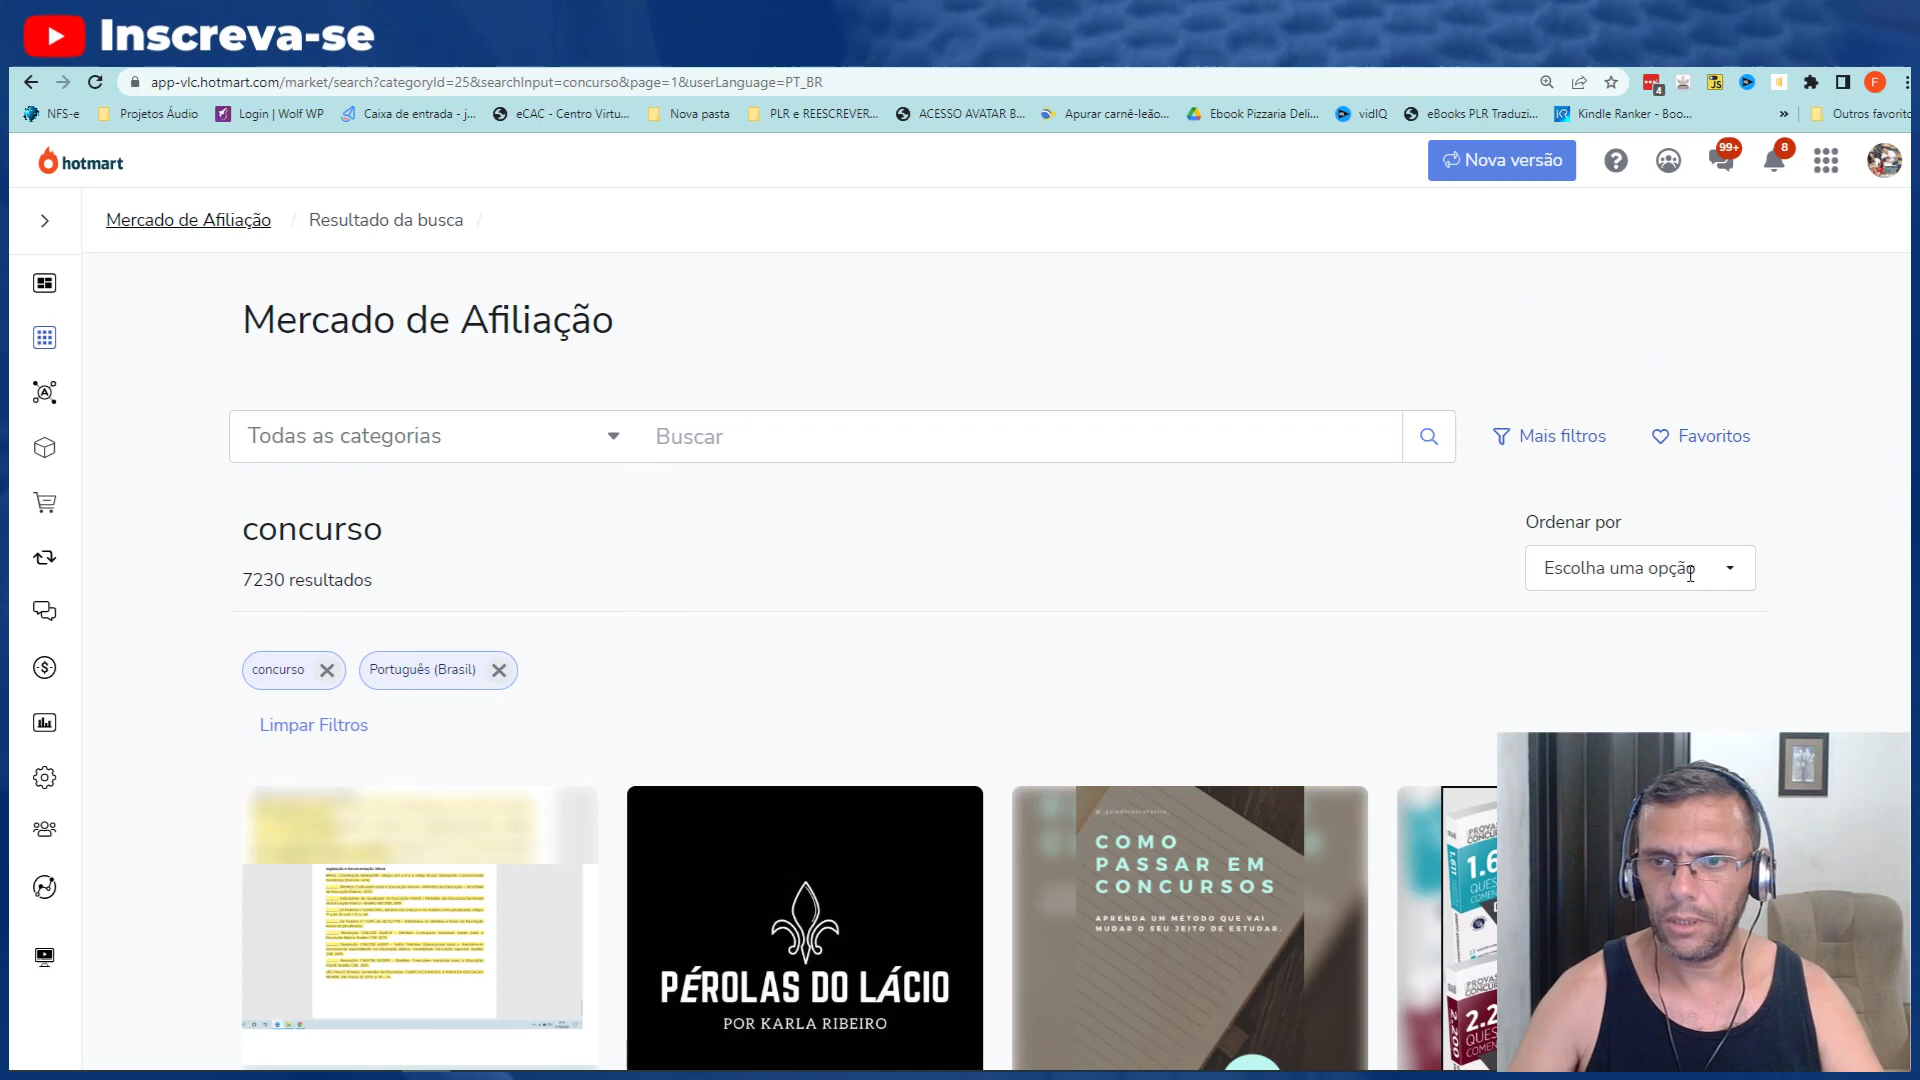 Inscreva-se
app-vlc.hotmart.com/market/search?categoryId=25&searchInput=concurso&page=1&userLanguage=PT_BR
4
F
NFS-e
Projetos Áudio
Login | Wolf WP
Caixa de entrada - j...
eCAC - Centro Virtu...
Nova pasta
PLR e REESCREVER...
ACESSO AVATAR B...
Apurar carnê-leão...
Ebook Pizzaria Deli...
vidIQ
eBooks PLR Traduzi...
Kindle Ranker - Boo...
»
Outros favorito
hotmart
Nova versão
99+
8
Mercado de Afiliação / Resultado da busca /
Mercado de Afiliação
Todas as categorias
Buscar
Mais filtros
Favoritos
concurso
7230 resultados
Ordenar por
Escolha uma opção
concurso
Português (Brasil)
Limpar Filtros
PÉROLAS DO LÁCIO
POR KARLA RIBEIRO
COMO
PASSAR EM
CONCURSOS
APRENDA UM MÉTODO QUE VAI
MUDAR O SEU JEITO DE ESTUDAR.